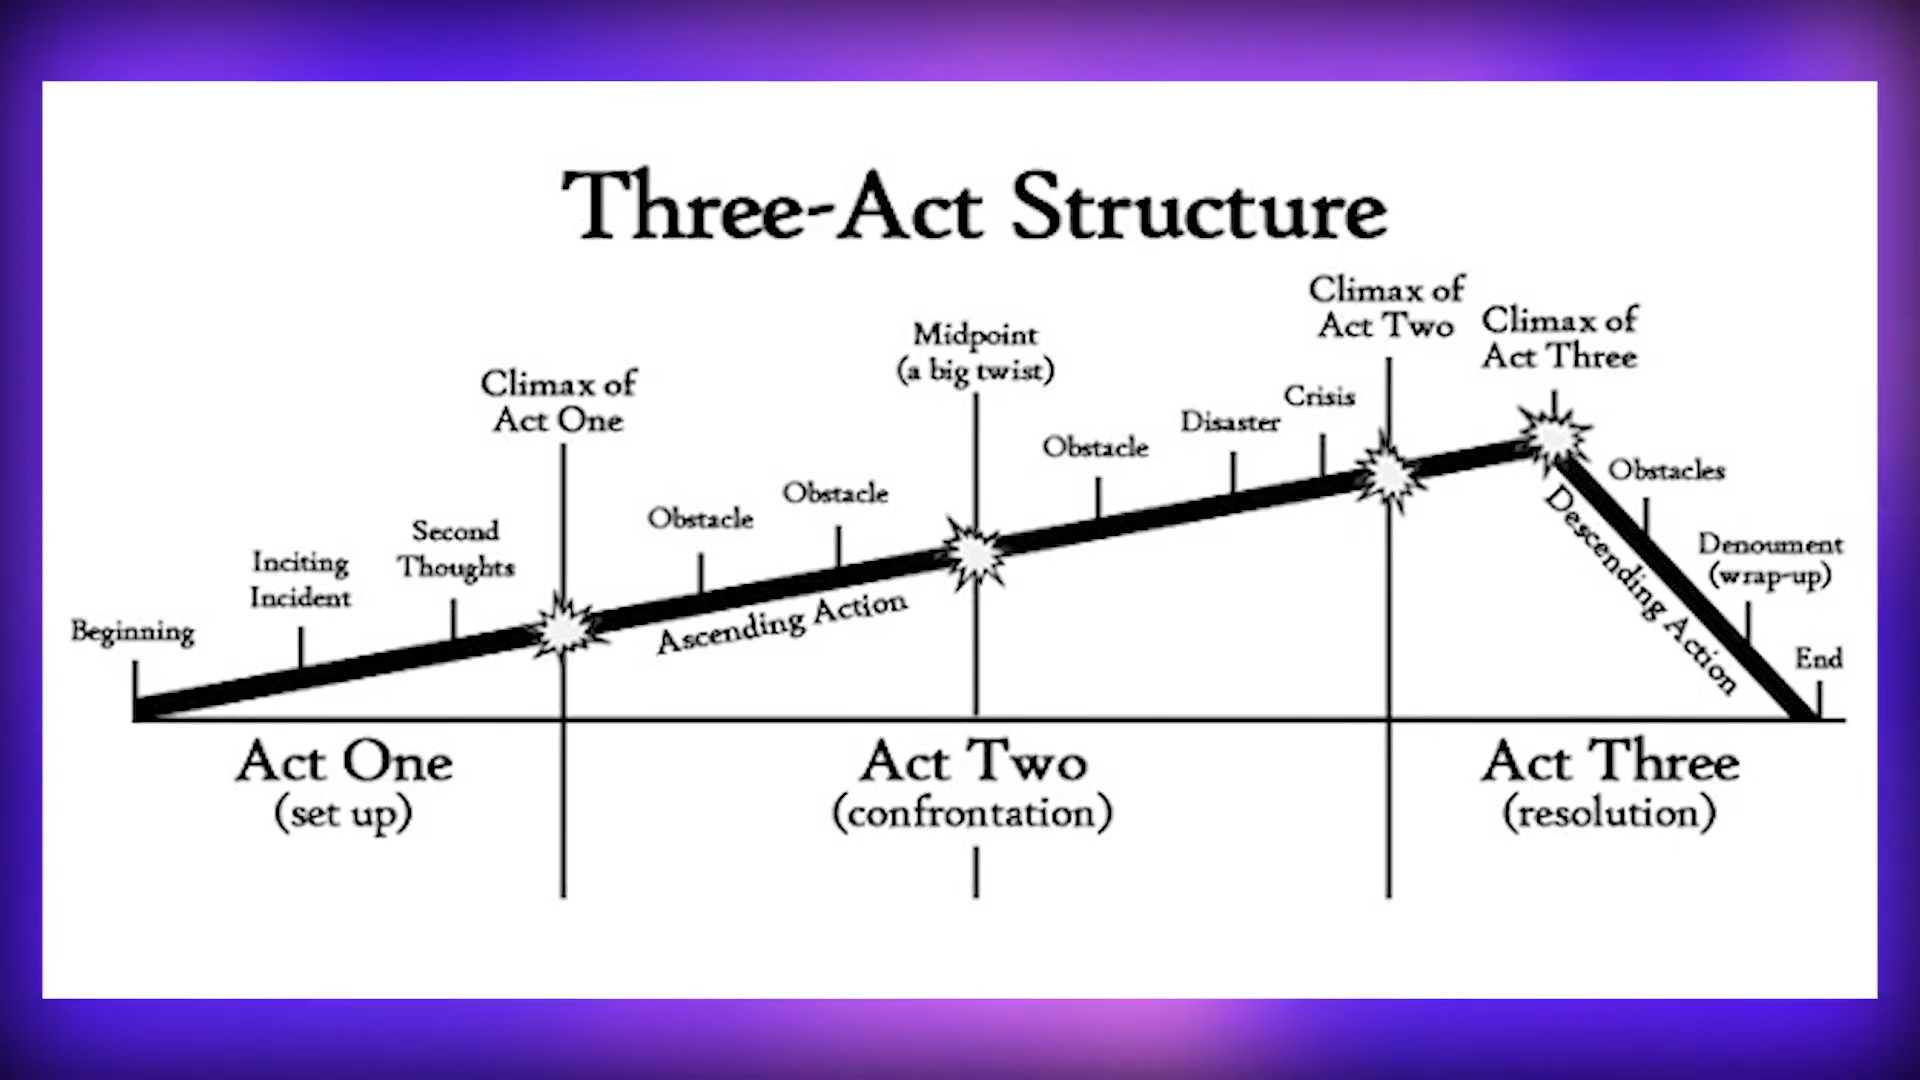 Three-Act Structure
Beginning
Inciting
Incident
Second
Thoughts
Climax of
Act One
Obstacle
Obstacle
Ascending Action
Midpoint
(a big twist)
Obstacle
Disaster
Crisis
Climax of
Act Two
Climax of
Act Three
Obstacles
Descending Action
Denoument
(wrap-up)
End
Act One
(set up)
Act Two
(confrontation)
Act Three
(resolution)